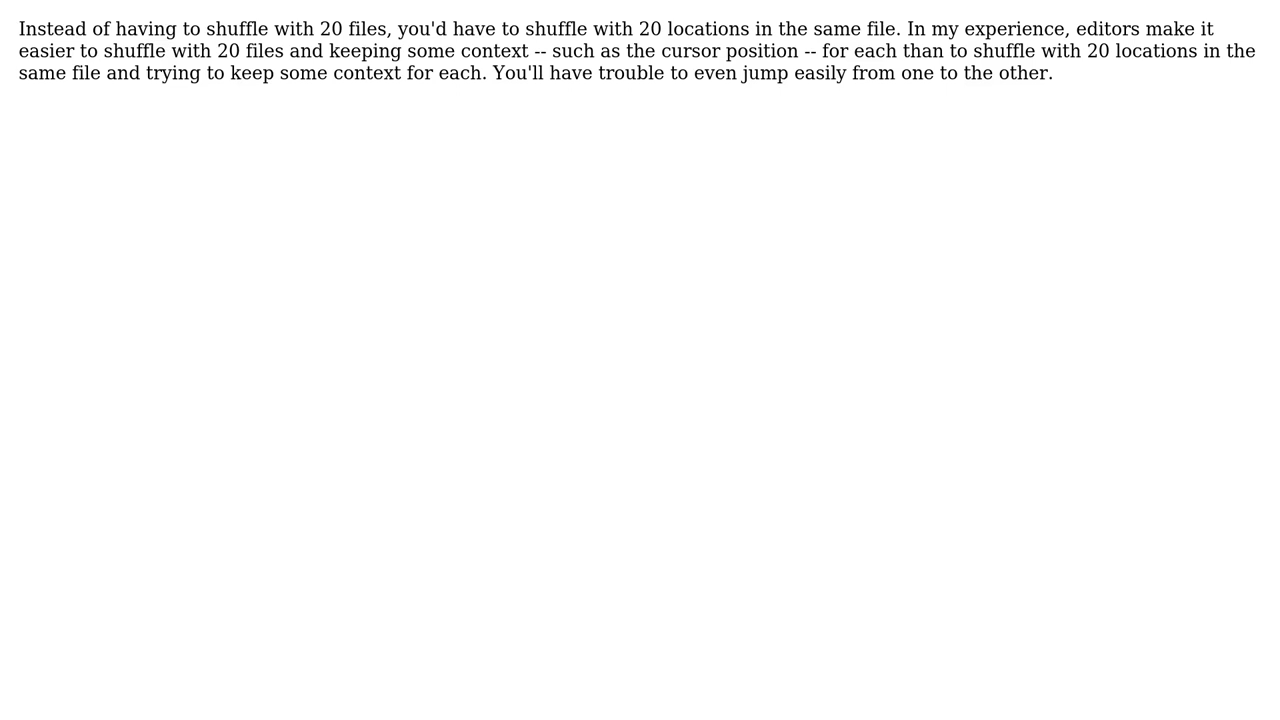 Instead of having to shuffle with 20 files, you'd have to shuffle with 20 locations in the same file. In my experience, editors make it
easier to shuffle with 20 files and keeping some context -- such as the cursor position -- for each than to shuffle with 20 locations in the
same file and trying to keep some context for each. You'll have trouble to even jump easily from one to the other.